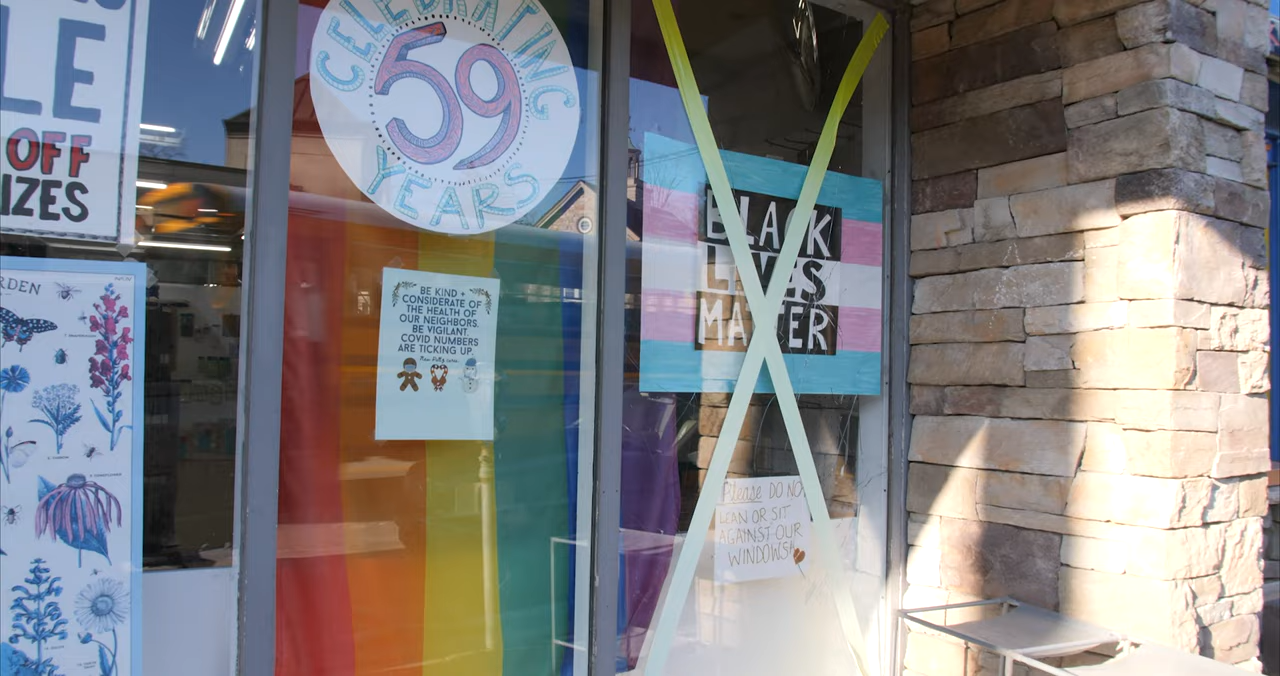 LE
OFF
IZES
RDEN
CELEBRATING
59
YEARS
BE KIND +
CONSIDERATE OF
THE HEALTH OF
OUR NEIGHBORS.
BE VIGILANT.
COVID NUMBERS
ARE TICKING UP.
BLACK
LIVES
MATTER
Please DO NO
LEAN OR SIT
AGAINST OUR
WINDOWS!